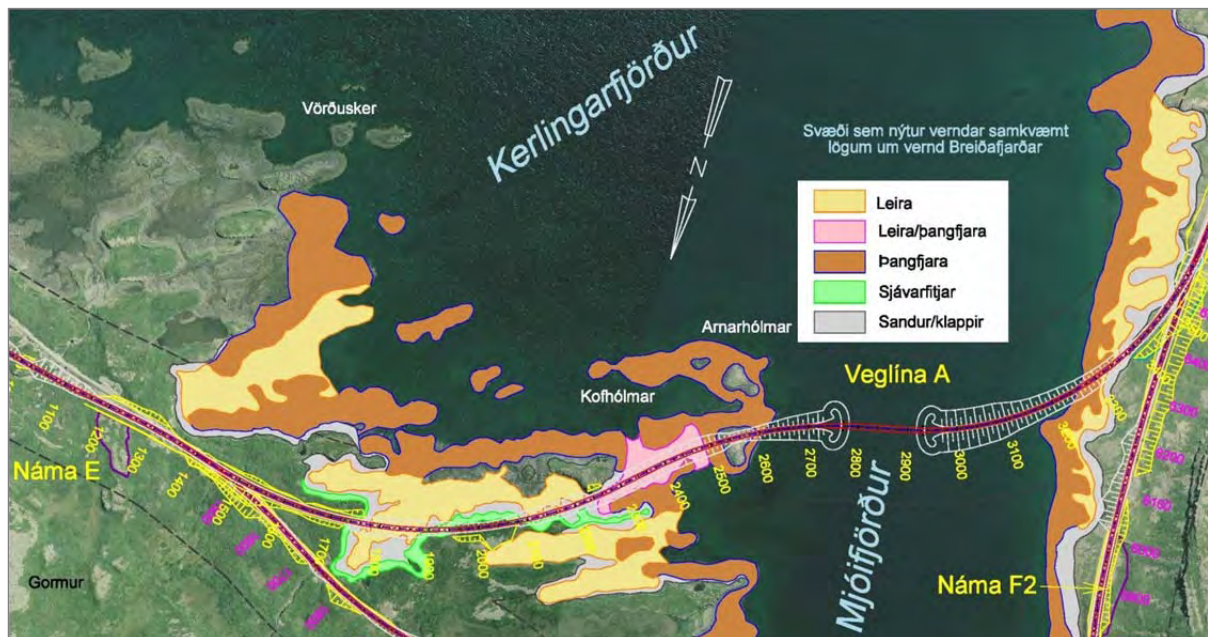 Kerlingarfjörður
Vörðusker
N
Svæði sem nýtur verndar samkvæmt
lögum um vernd Breiðafjarðar
Leira
Leira/þangfjara
Þangfjara
Sjávarfitjar
Sandur/klappir
Arnarhólmar
Veglína A
Kofhólmar
Náma E
Gormur
Mjóifjörður
Náma F2
1100
1200
1300
1400
2000
2400
2500
2600
2700
2800
2900
3000
3100